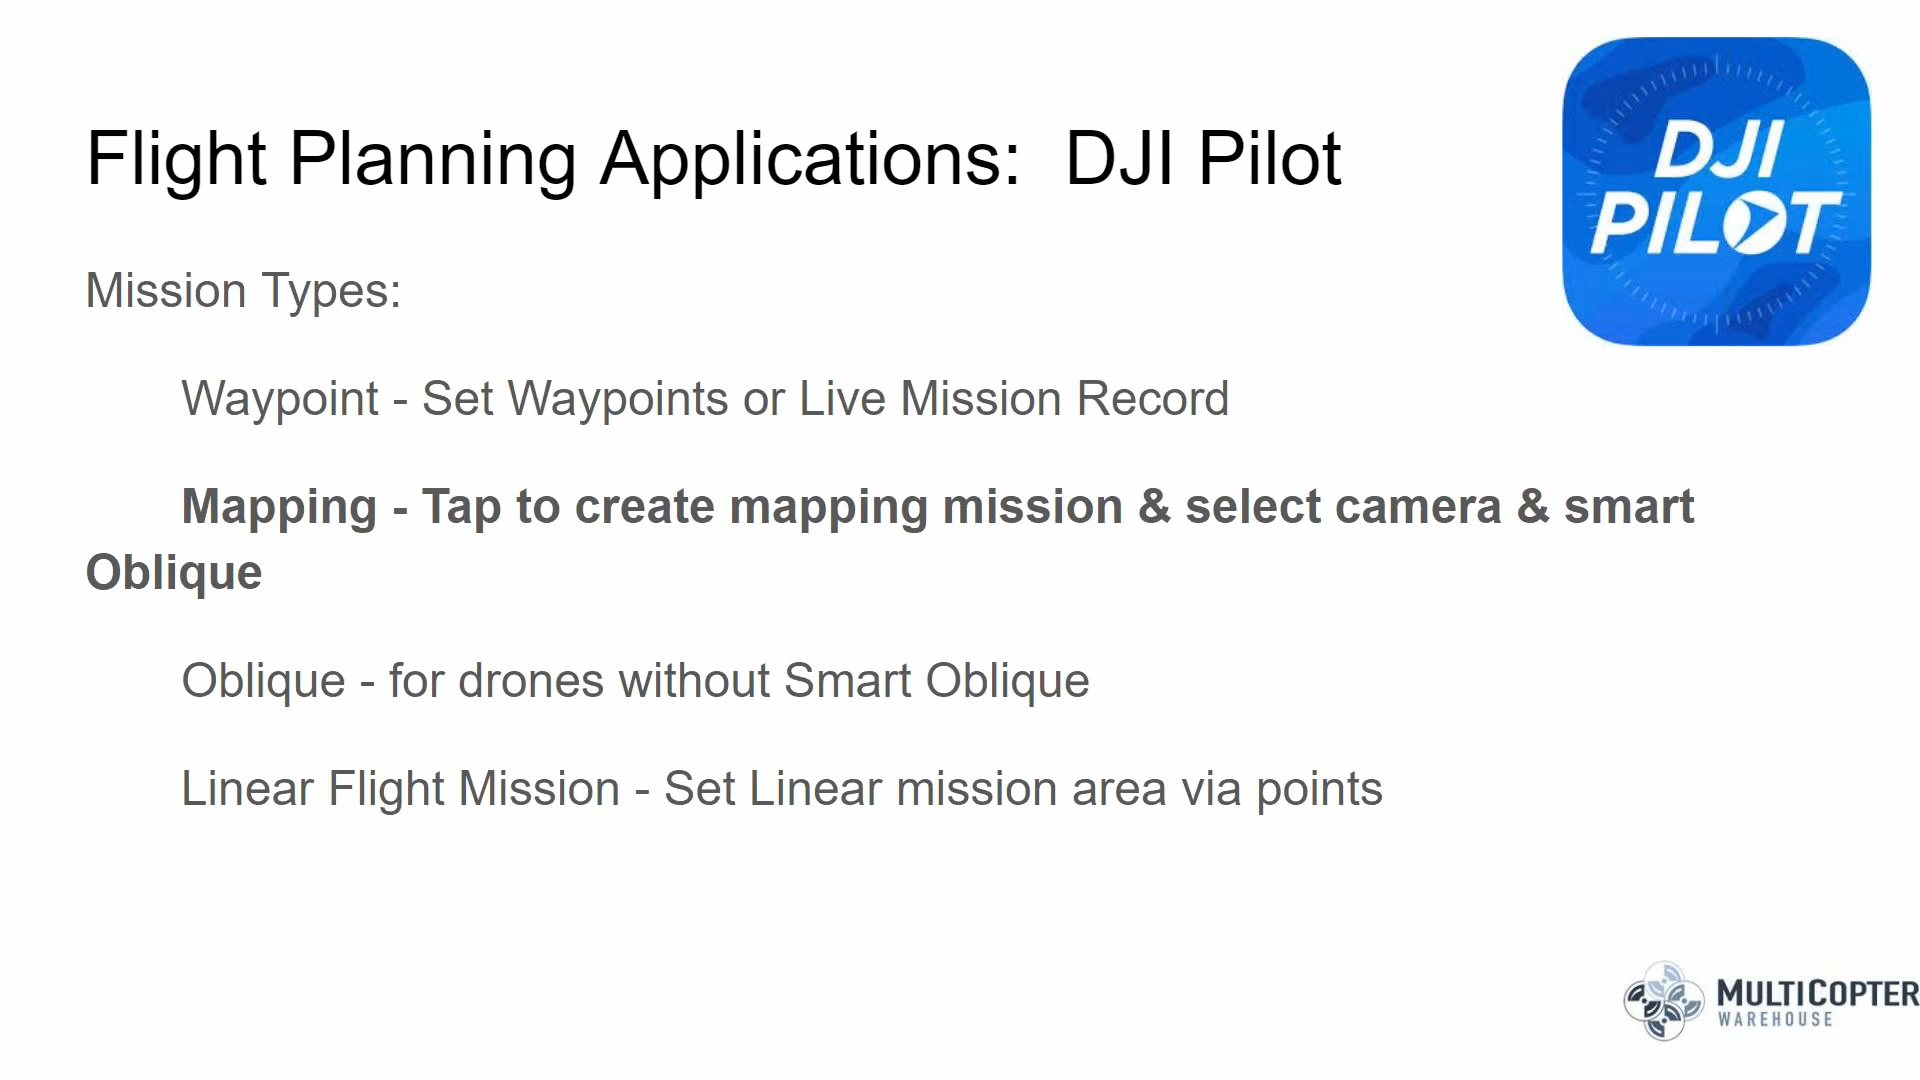 Flight Planning Applications:  DJI Pilot
DJI
PILOT
Mission Types:
Waypoint - Set Waypoints or Live Mission Record
Mapping - Tap to create mapping mission & select camera & smart
Oblique
Oblique - for drones without Smart Oblique
Linear Flight Mission - Set Linear mission area via points
MULTICOPTER
WAREHOUSE